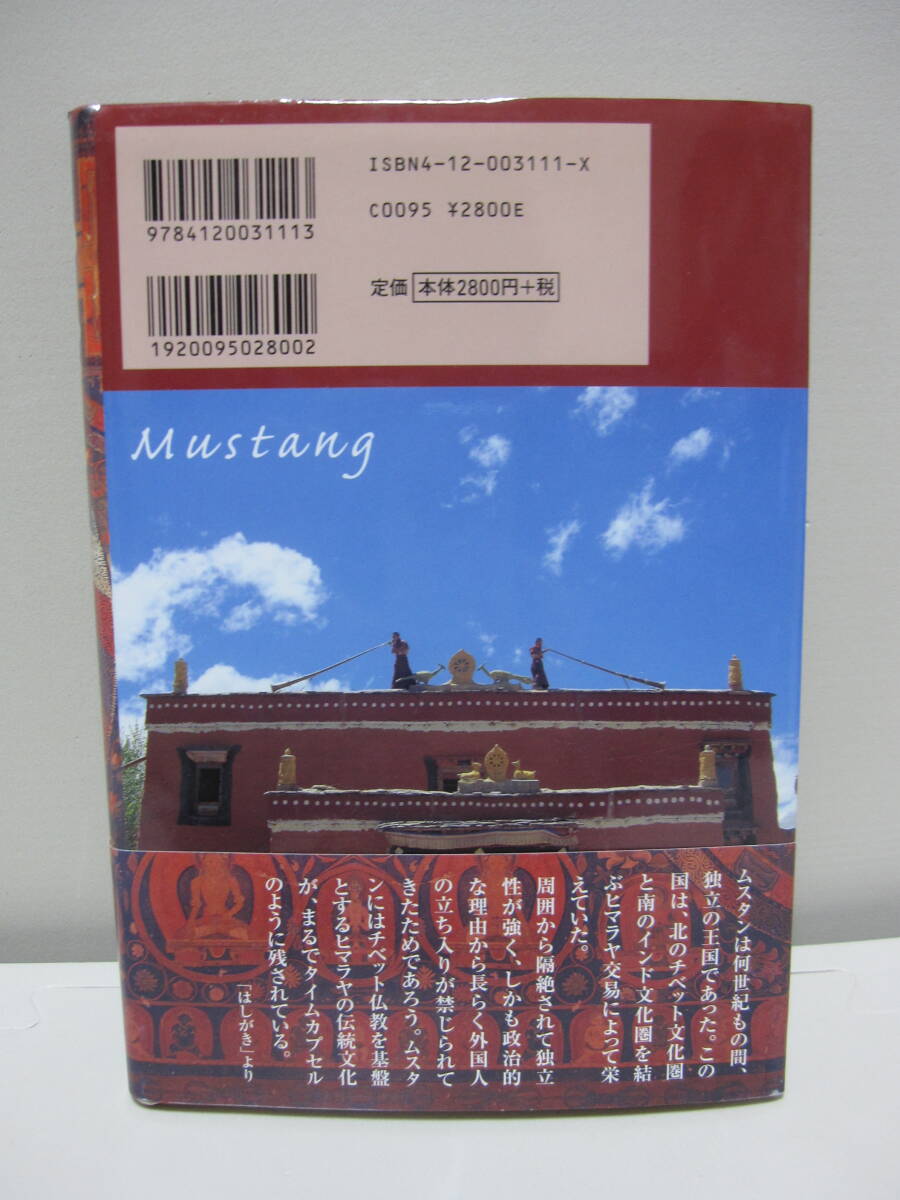 ISBN4-12-003111-X
C0095 ¥2800E
9784120031113
定価 本体2800円+税
1920095028002
Mustang
ムスタンは何世紀もの間、
独立の王国であった。この
国は、北のチベット文化圏
と南のインド文化圏を結
ぶヒマラヤ交易によって栄
えていた。
周囲から隔絶されて独立
性が強く、しかも政治的
な理由から長らく外国人
の立ち入りが禁じられて
きたためであろう。ムスタ
ンにはチベット仏教を基盤
とするヒマラヤの伝統文化
が、まるでタイムカプセル
のように残されている。
「はしがき」より